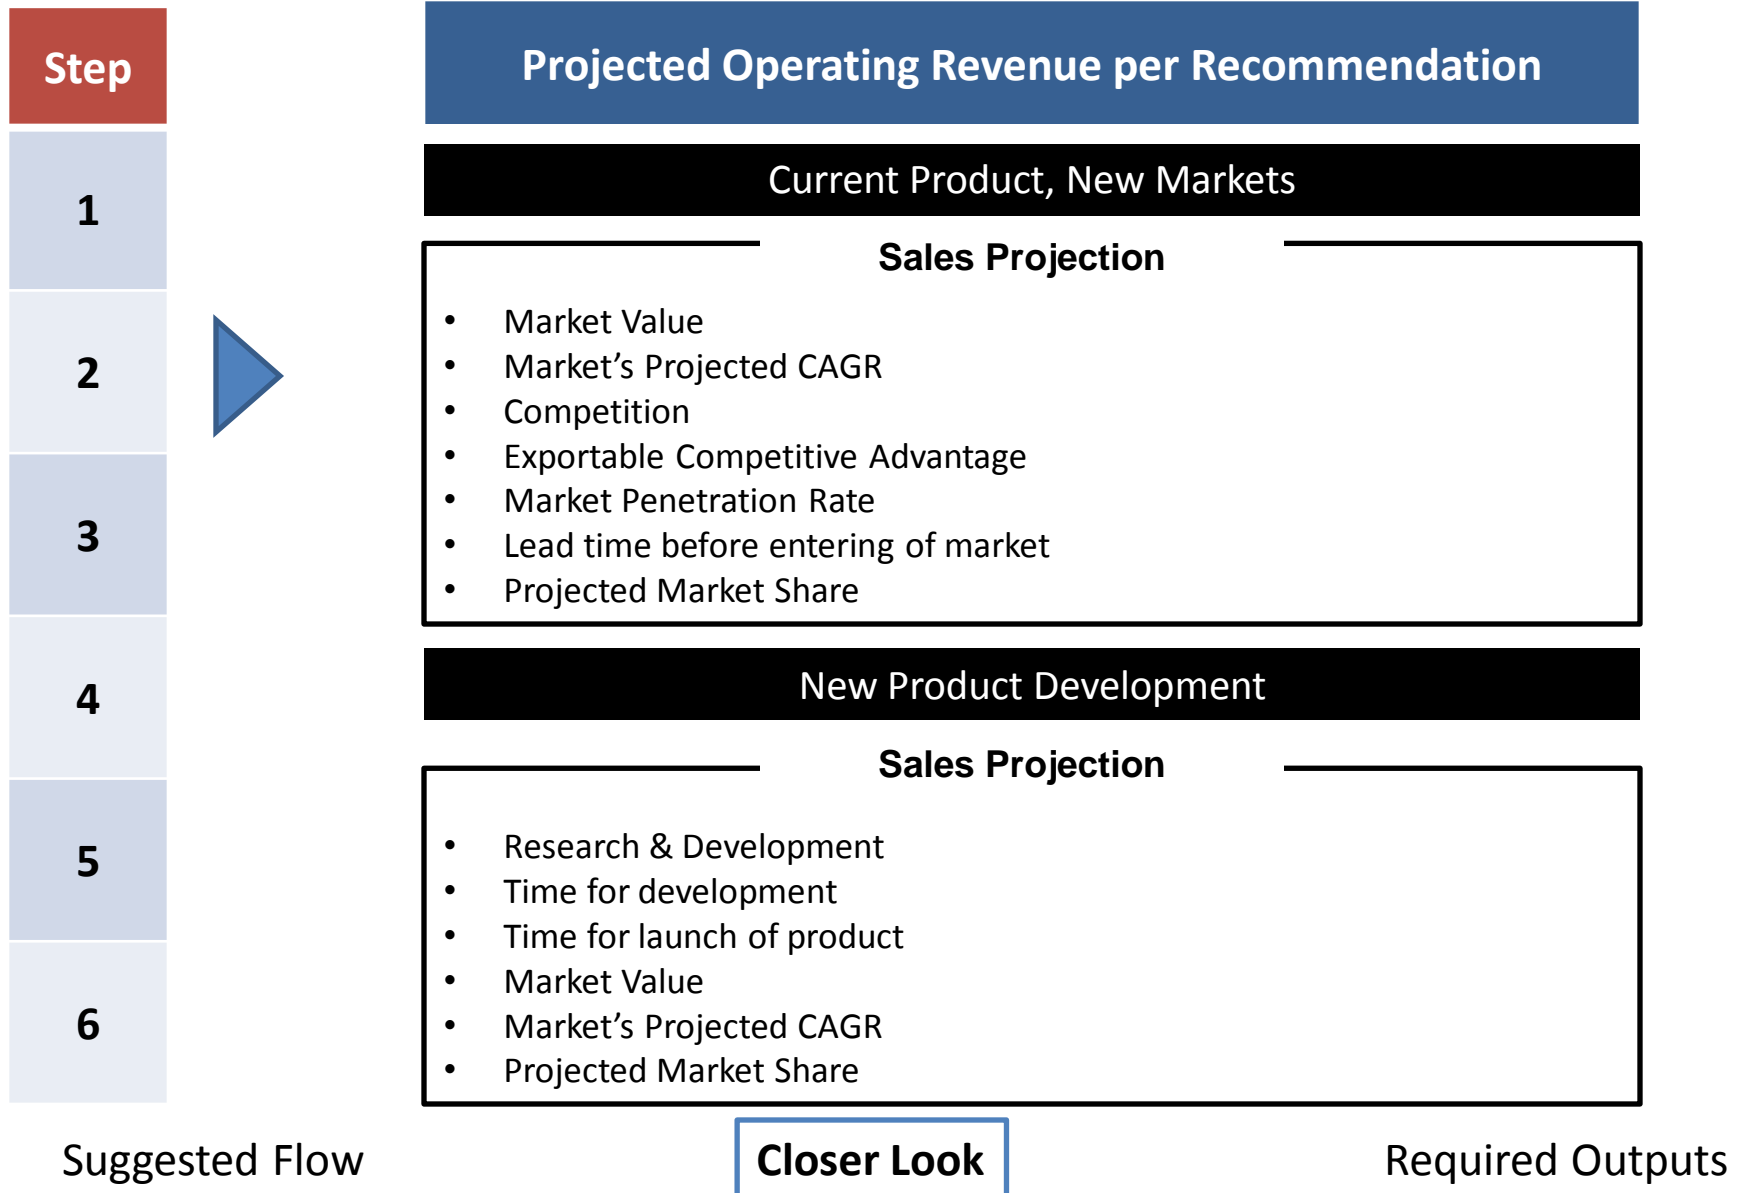 Step
Projected Operating Revenue per Recommendation
1
2
3
4
5
6
Current Product, New Markets
Sales Projection
• Market Value
• Market’s Projected CAGR
• Competition
• Exportable Competitive Advantage
• Market Penetration Rate
• Lead time before entering of market
• Projected Market Share
New Product Development
Sales Projection
• Research & Development
• Time for development
• Time for launch of product
• Market Value
• Market’s Projected CAGR
• Projected Market Share
Suggested Flow
Closer Look
Required Outputs